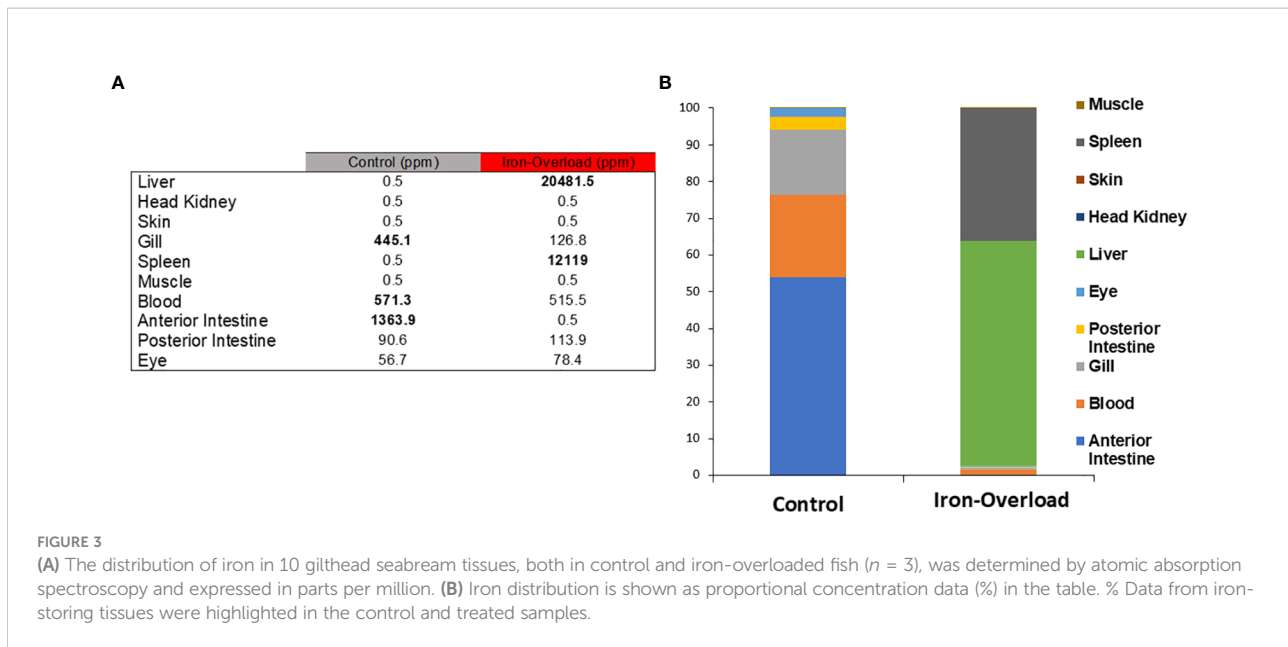 A
Control (ppm) Iron-Overload (ppm)
Liver 0.5 20481.5
Head Kidney 0.5 0.5
Skin 0.5 0.5
Gill 445.1 126.8
Spleen 0.5 12119
Muscle 0.5 0.5
Blood 571.3 515.5
Anterior Intestine 1363.9 0.5
Posterior Intestine 90.6 113.9
Eye 56.7 78.4
B
100
90
80
70
60
50
40
30
20
10
0
Control Iron-Overload
Muscle
Spleen
Skin
Head Kidney
Liver
Eye
Posterior
Intestine
Gill
Blood
Anterior
Intestine
FIGURE 3
(A) The distribution of iron in 10 gilthead seabream tissues, both in control and iron-overloaded fish (n = 3), was determined by atomic absorption
spectroscopy and expressed in parts per million. (B) Iron distribution is shown as proportional concentration data (%) in the table. % Data from iron-
storing tissues were highlighted in the control and treated samples.